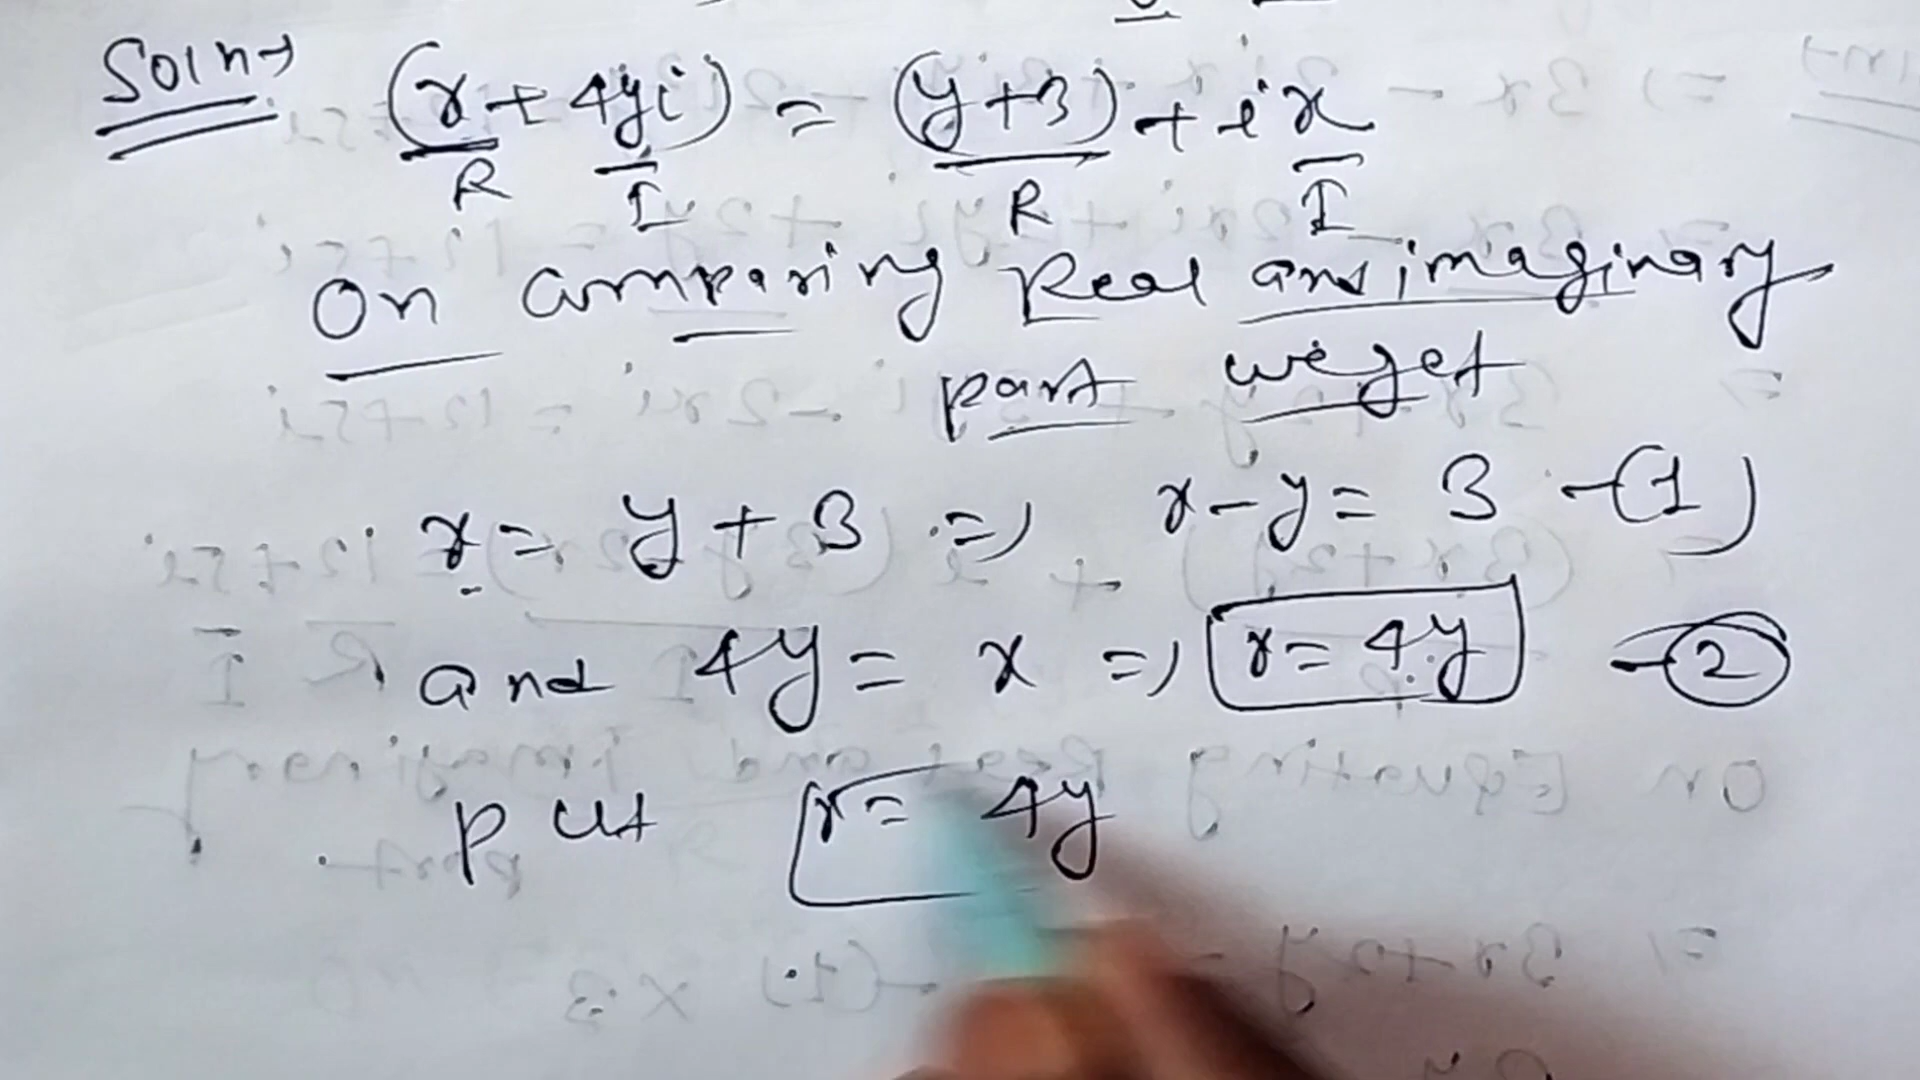 Soln→ (x + 4yi) = (y+3) + ix
R I R I
On comparing Real and imaginary
part we get
x = y + 3 => x - y = 3 -(1)
and 4y = x => x = 4y -(2)
put x = 4y